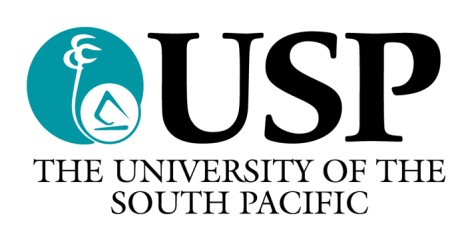 USP
THE UNIVERSITY OF THE
SOUTH PACIFIC